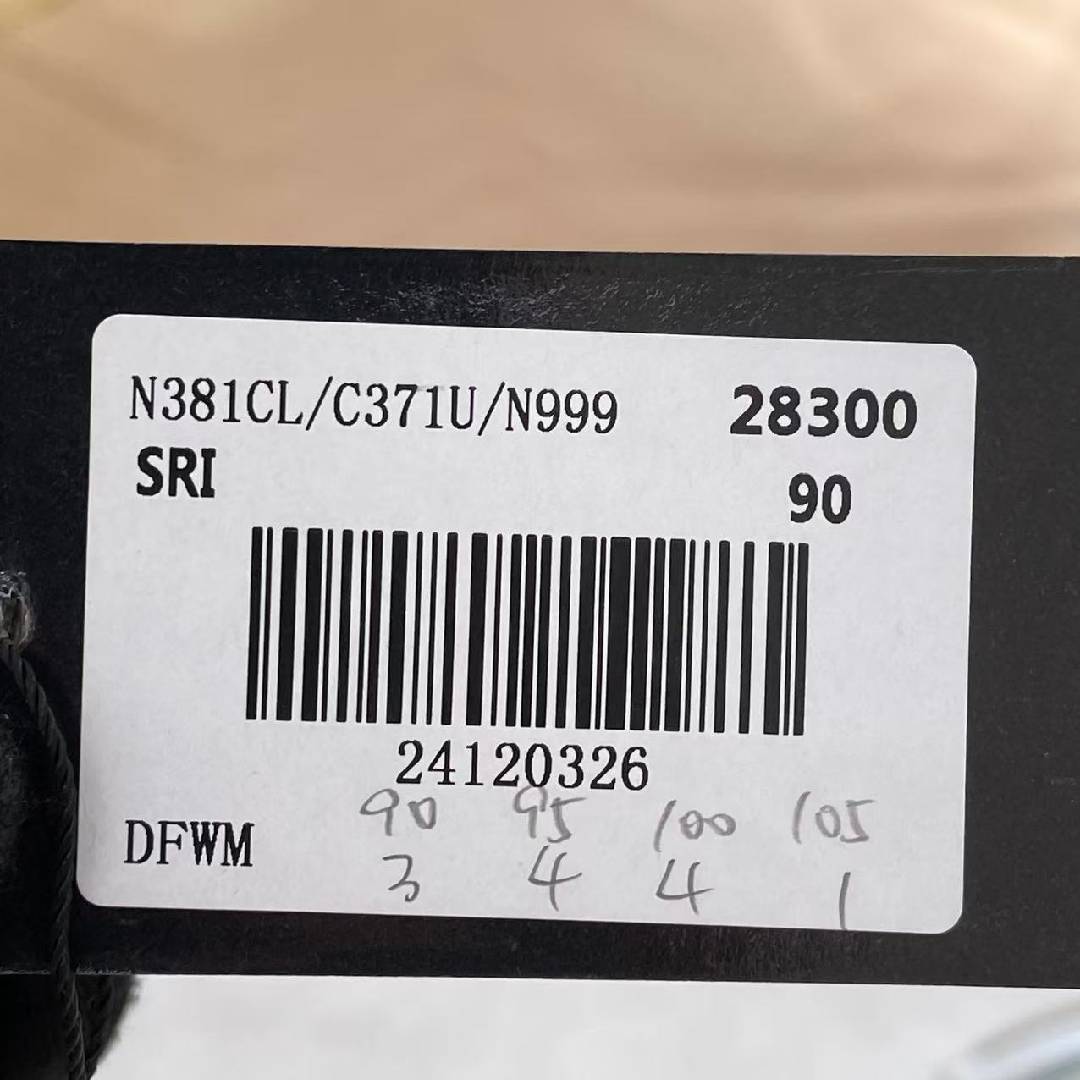 N381CL/C371U/N999 28300
SRI 90
24120326
90 95 100 105
DFWM 3 4 4 1